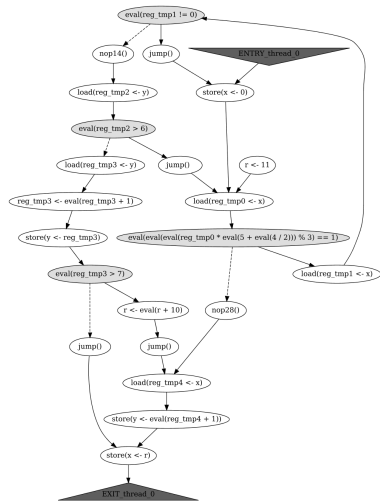 eval(reg_tmp1 != 0)
nop14()
jump()
ENTRY_thread_0
load(reg_tmp2 <- y)
store(x <- 0)
eval(reg_tmp2 > 6)
load(reg_tmp3 <- y)
jump()
r <- 11
reg_tmp3 <- eval(reg_tmp3 + 1)
load(reg_tmp0 <- x)
store(y <- reg_tmp3)
eval(eval(eval(reg_tmp0 * eval(5 + eval(4 / 2))) % 3) == 1)
eval(reg_tmp3 > 7)
load(reg_tmp1 <- x)
r <- eval(r + 10)
nop28()
jump()
jump()
load(reg_tmp4 <- x)
store(y <- eval(reg_tmp4 + 1))
store(x <- r)
EXIT_thread_0